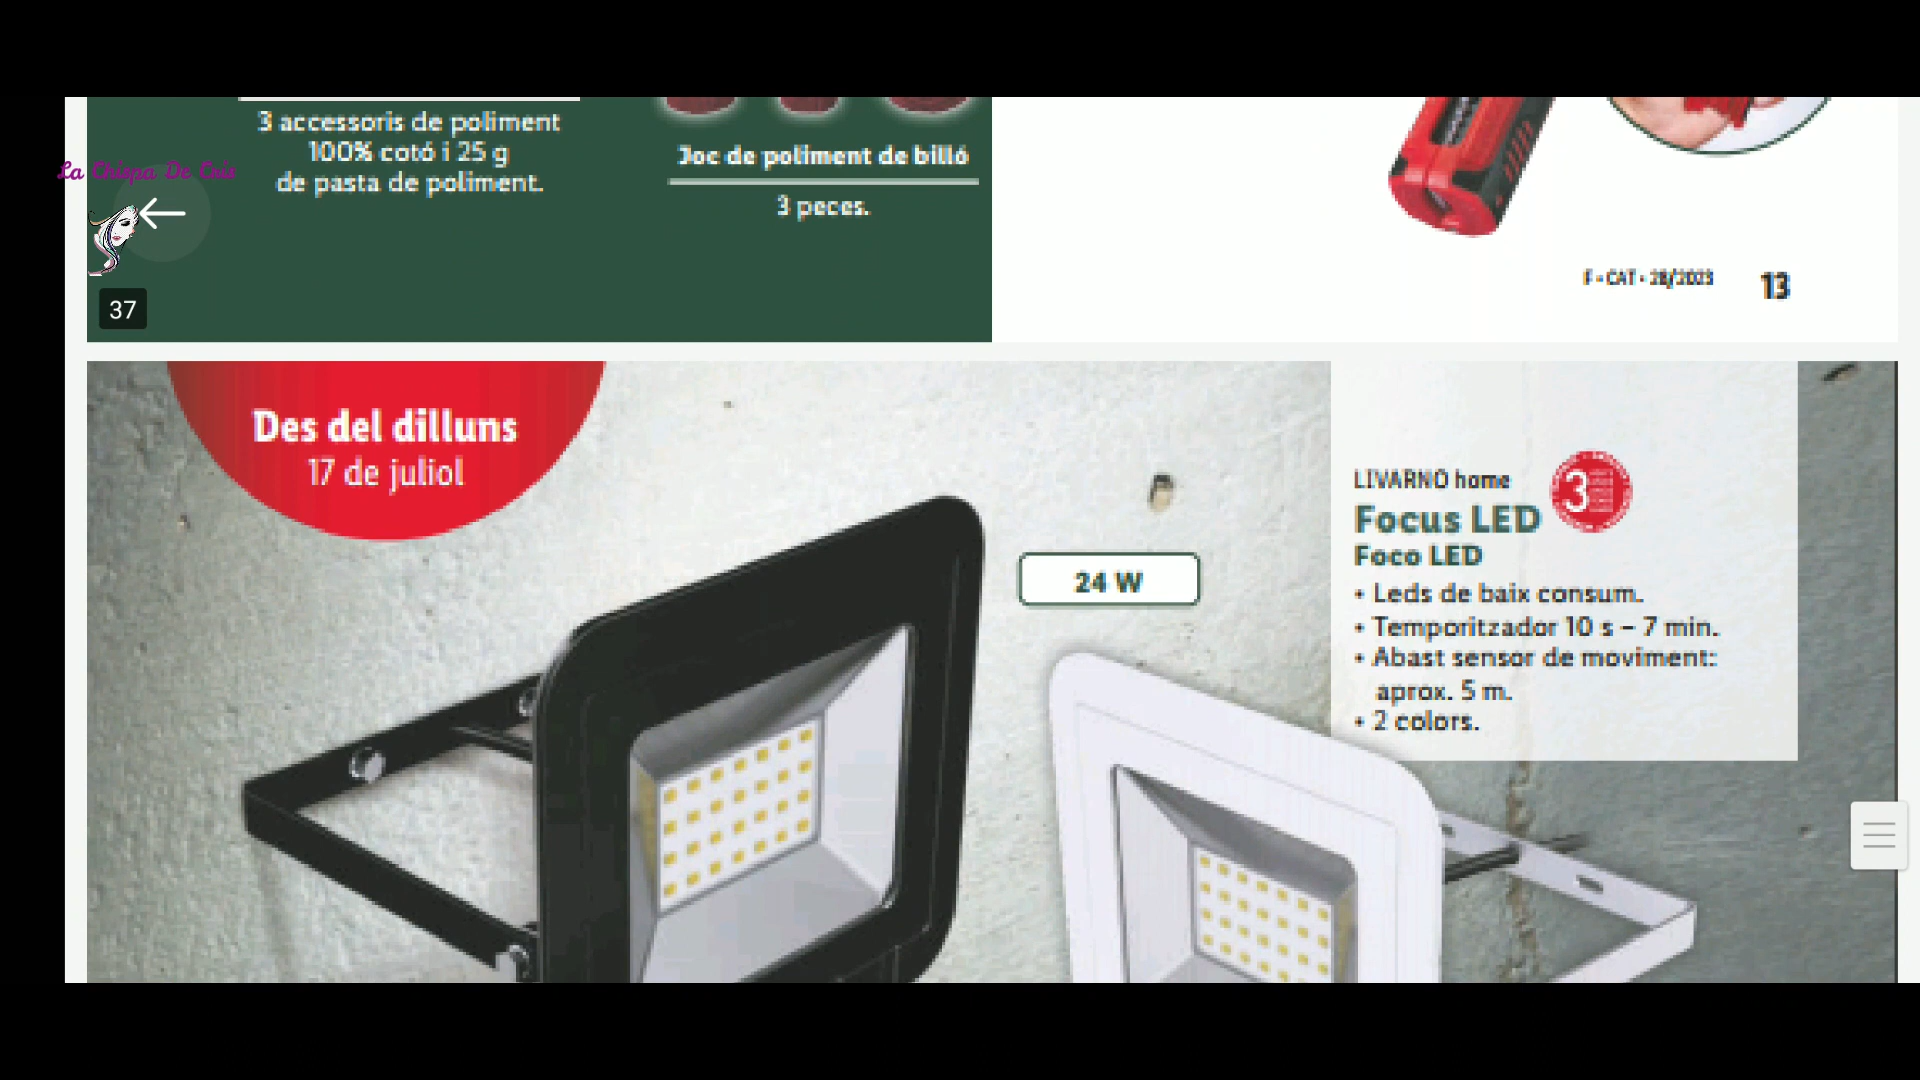 3 accessoris de poliment
100% cotó i 25 g
de pasta de poliment.
Joc de poliment de billó
3 peces.
La Chispa De Cris
F - CAT - 28/2023
13
37
Des del dilluns
17 de juliol
24 W
LIVARNO home
3
Focus LED
Foco LED
• Leds de baix consum.
• Temporitzador 10 s – 7 min.
• Abast sensor de moviment:
aprox. 5 m.
• 2 colors.